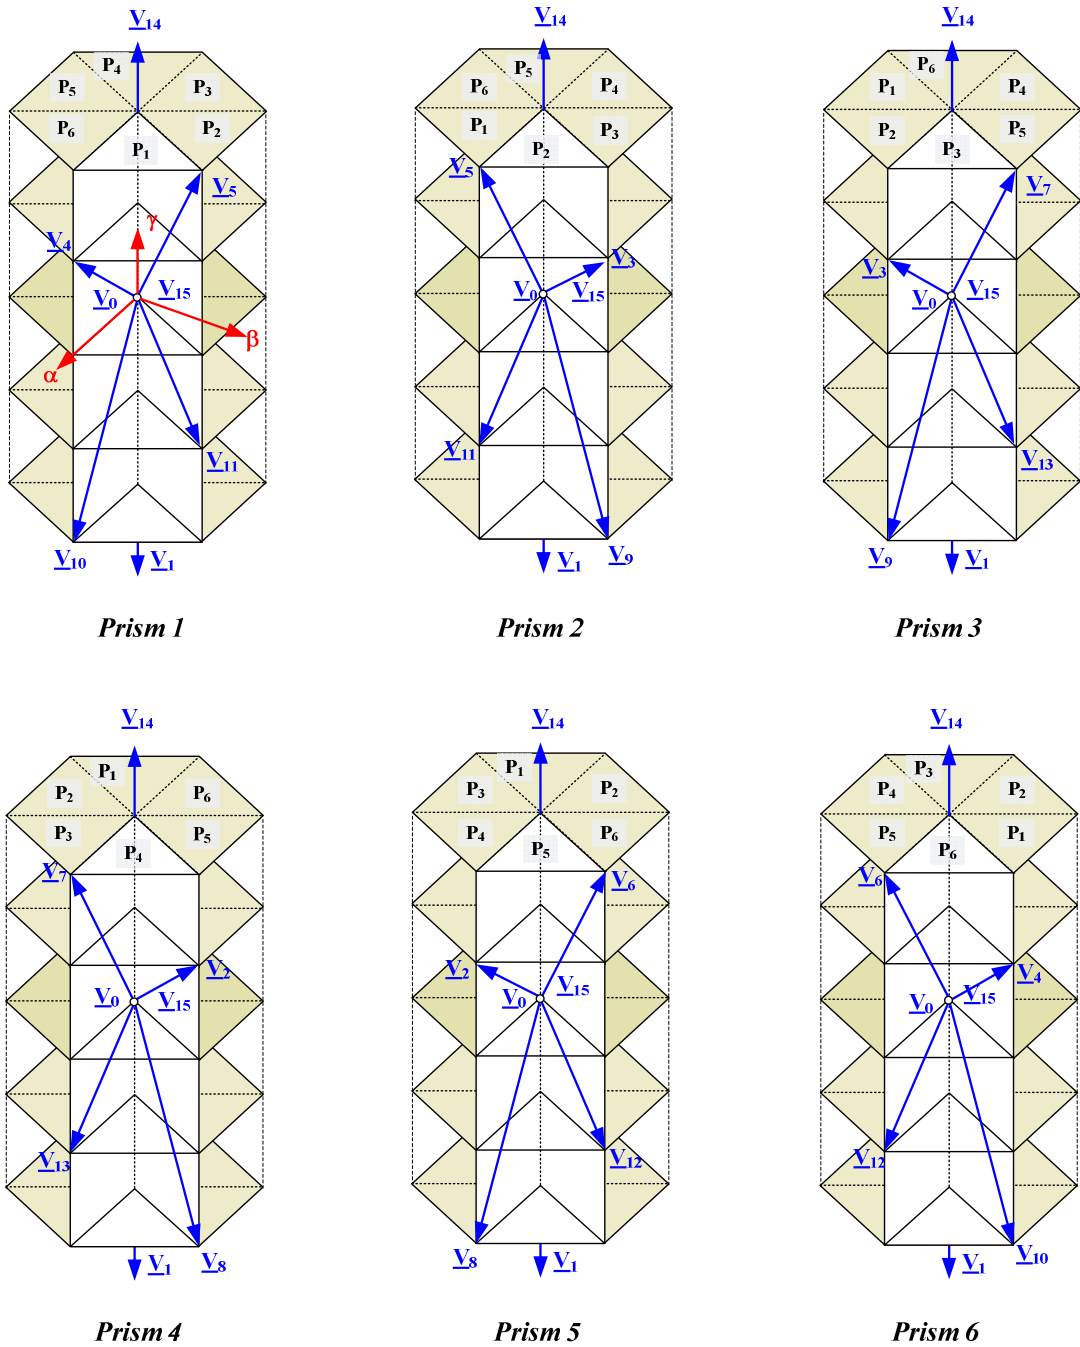 V14 V14 V14
P4 P5 P6
P5 P3 P6 P4 P1 P4
P6 P2 P1 P3 P2 P5
P1 P2 P3
V5 V5 V7
γ
V4 V3 V3
V0 V15 V0 V15 V0 V15
β
α
V11 V11 V13
V10 V1 V1 V9 V9 V1
Prism 1 Prism 2 Prism 3
V14 V14 V14
P1 P1 P3
P2 P6 P3 P2 P4 P2
P3 P5 P4 P6 P5 P1
P4 P5 P6
V7 V6 V6
V2 V2 V4
V0 V15 V0 V15 V0 V15
V13 V12 V12
V1 V8 V8 V1 V1 V10
Prism 4 Prism 5 Prism 6